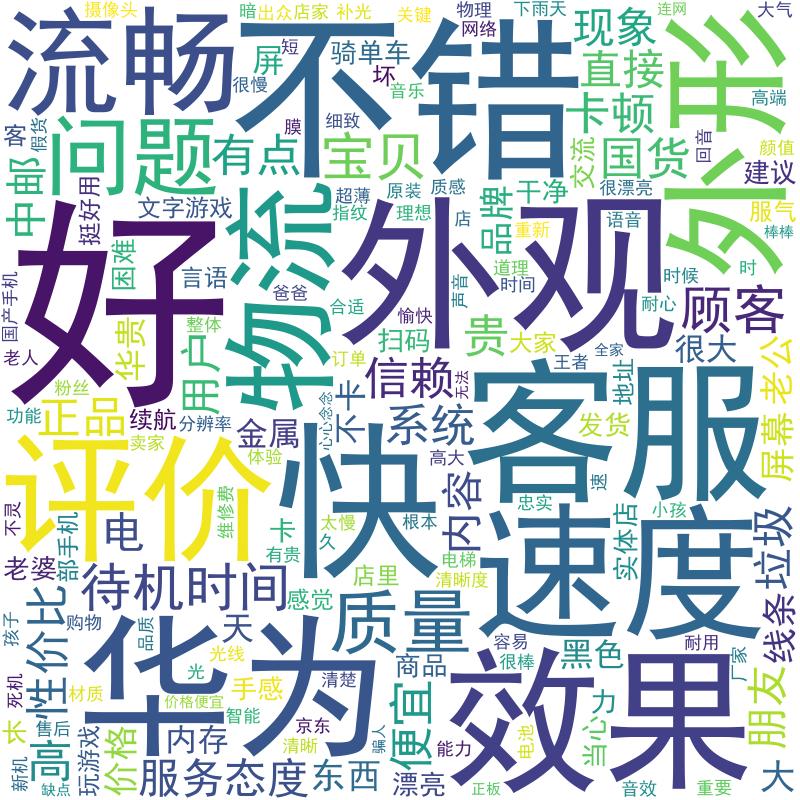 摄像头
流畅
暗
出众
店家
补光
不错
关键
物理
网络
下雨天
连网
大气
现象
外形
屏
短
骑单车
坏
很慢
音乐
直接
卡顿
高端
假货
中邮
问题
有点
膜
细致
宝贝
国货
交流
回音
颜值
建议
挺好用
文字游戏
超薄
指纹
原装
理想
质感
店
干净
品牌
重新
很漂亮
语音
服气
棒棒
好
困难
言语
物流
外观
道理
时间
声音
时候
时
耐心
国产手机
爸爸
合适
愉快
顾客
老人
华贵
整体
用户
扫码
贵
大家
很大
粉丝
订单
信赖
王者
全家
无法
地址
老公
功能
正品
续航
分辨率
金属
心心念念
不卡
系统
客服
发货
屏幕
卖家
评价
体验
维修费
快
高大
内容
速
忠实
速度
不灵
电
部手机
卡
有贵
太慢
久
根本
电梯
清晰度
小孩
实体店
垃圾
老婆
待机时间
店里
感觉
线条
孩子
性价比
购物
品质
华为
天
光线
光
质量
商品
容易
很棒
黑色
耐用
厂家
死机
材质
手感
清楚
价格便宜
智能
便宜
效果
力
当心
朋友
售后
玩游戏
价格
内存
京东
清晰
骗人
能力
电池
新机
缺点
服务态度
东西
漂亮
正板
音效
重要
大